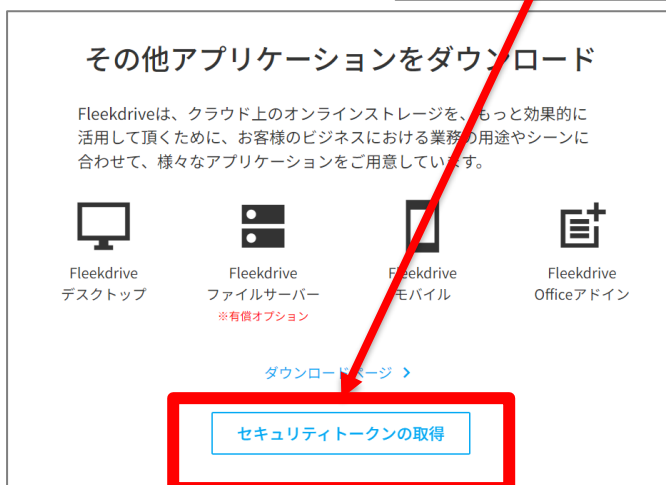 その他アプリケーションをダウンロード
Fleekdriveは、クラウド上のオンラインストレージを、もっと効果的に
活用して頂くために、お客様のビジネスにおける業務の用途やシーンに
合わせて、様々なアプリケーションをご用意しています。
Fleekdrive
デスクトップ
Fleekdrive
ファイルサーバー
※有償オプション
Fleekdrive
モバイル
Fleekdrive
Officeアドイン
ダウンロードページ >
セキュリティトークンの取得